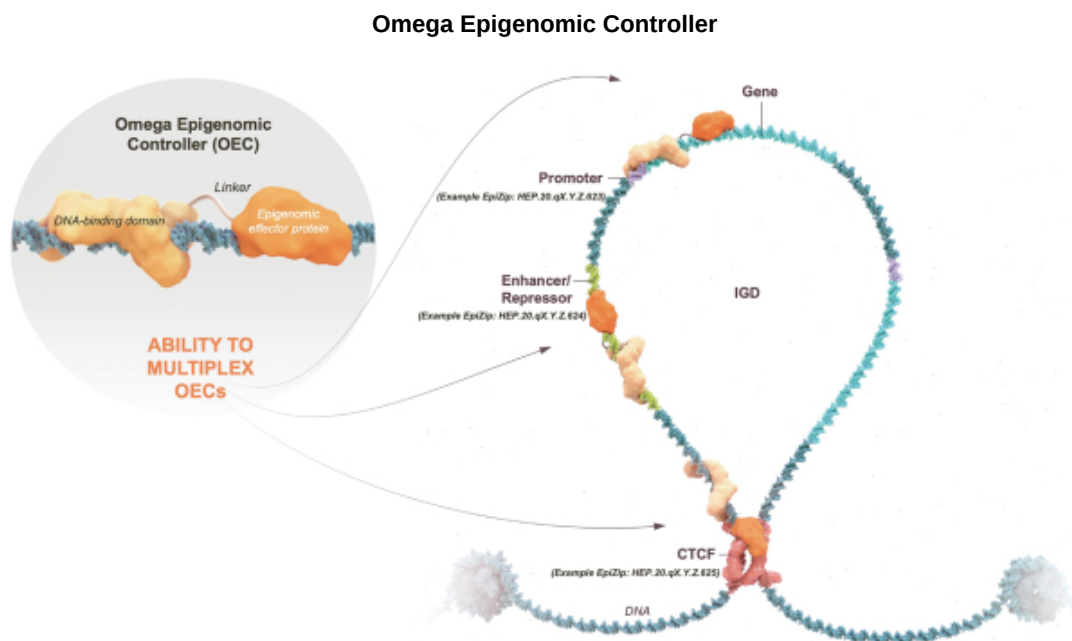 Omega Epigenomic Controller
Omega Epigenomic
Controller (OEC)
Linker
DNA-binding domain
Epigenomic
effector protein
ABILITY TO
MULTIPLEX
OECs
Gene
Promoter
(Example EpiZip: HEP.20.qX.Y.Z.623)
Enhancer/
Repressor
(Example EpiZip: HEP.20.qX.Y.Z.624)
IGD
CTCF
(Example EpiZip: HEP.20.qX.Y.Z.625)
DNA